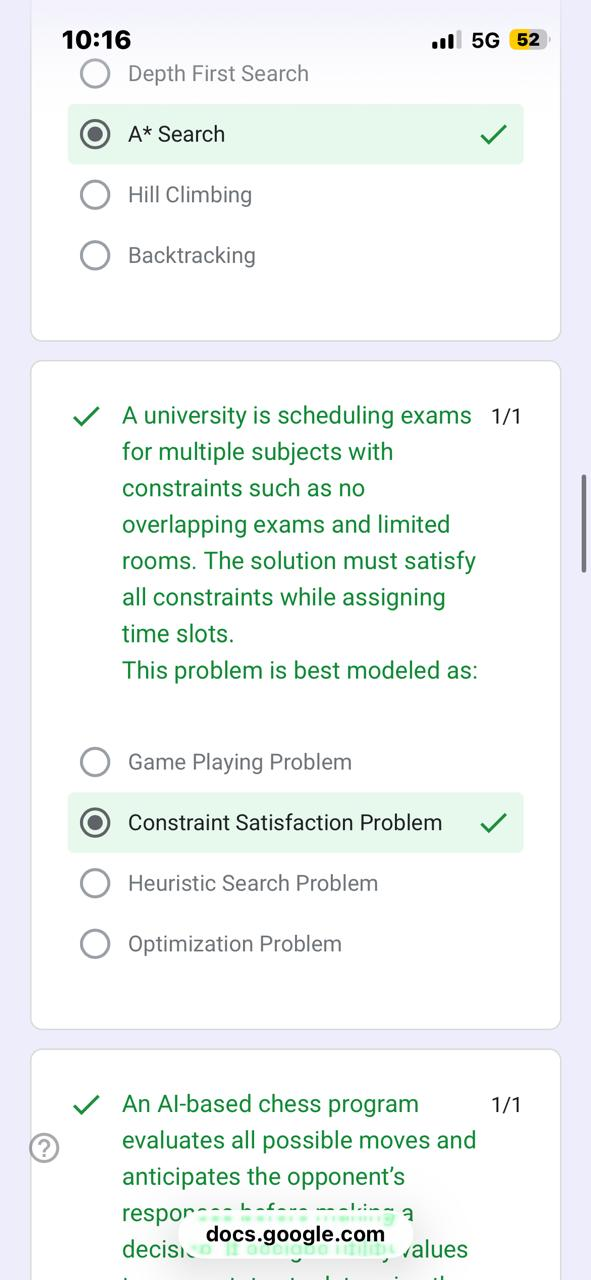 10:16
5G 52
Depth First Search
A* Search
Hill Climbing
Backtracking
A university is scheduling exams 1/1
for multiple subjects with
constraints such as no
overlapping exams and limited
rooms. The solution must satisfy
all constraints while assigning
time slots.
This problem is best modeled as:
Game Playing Problem
Constraint Satisfaction Problem
Heuristic Search Problem
Optimization Problem
An AI-based chess program 1/1
evaluates all possible moves and
anticipates the opponent's
responses before making a
docs.google.com
values